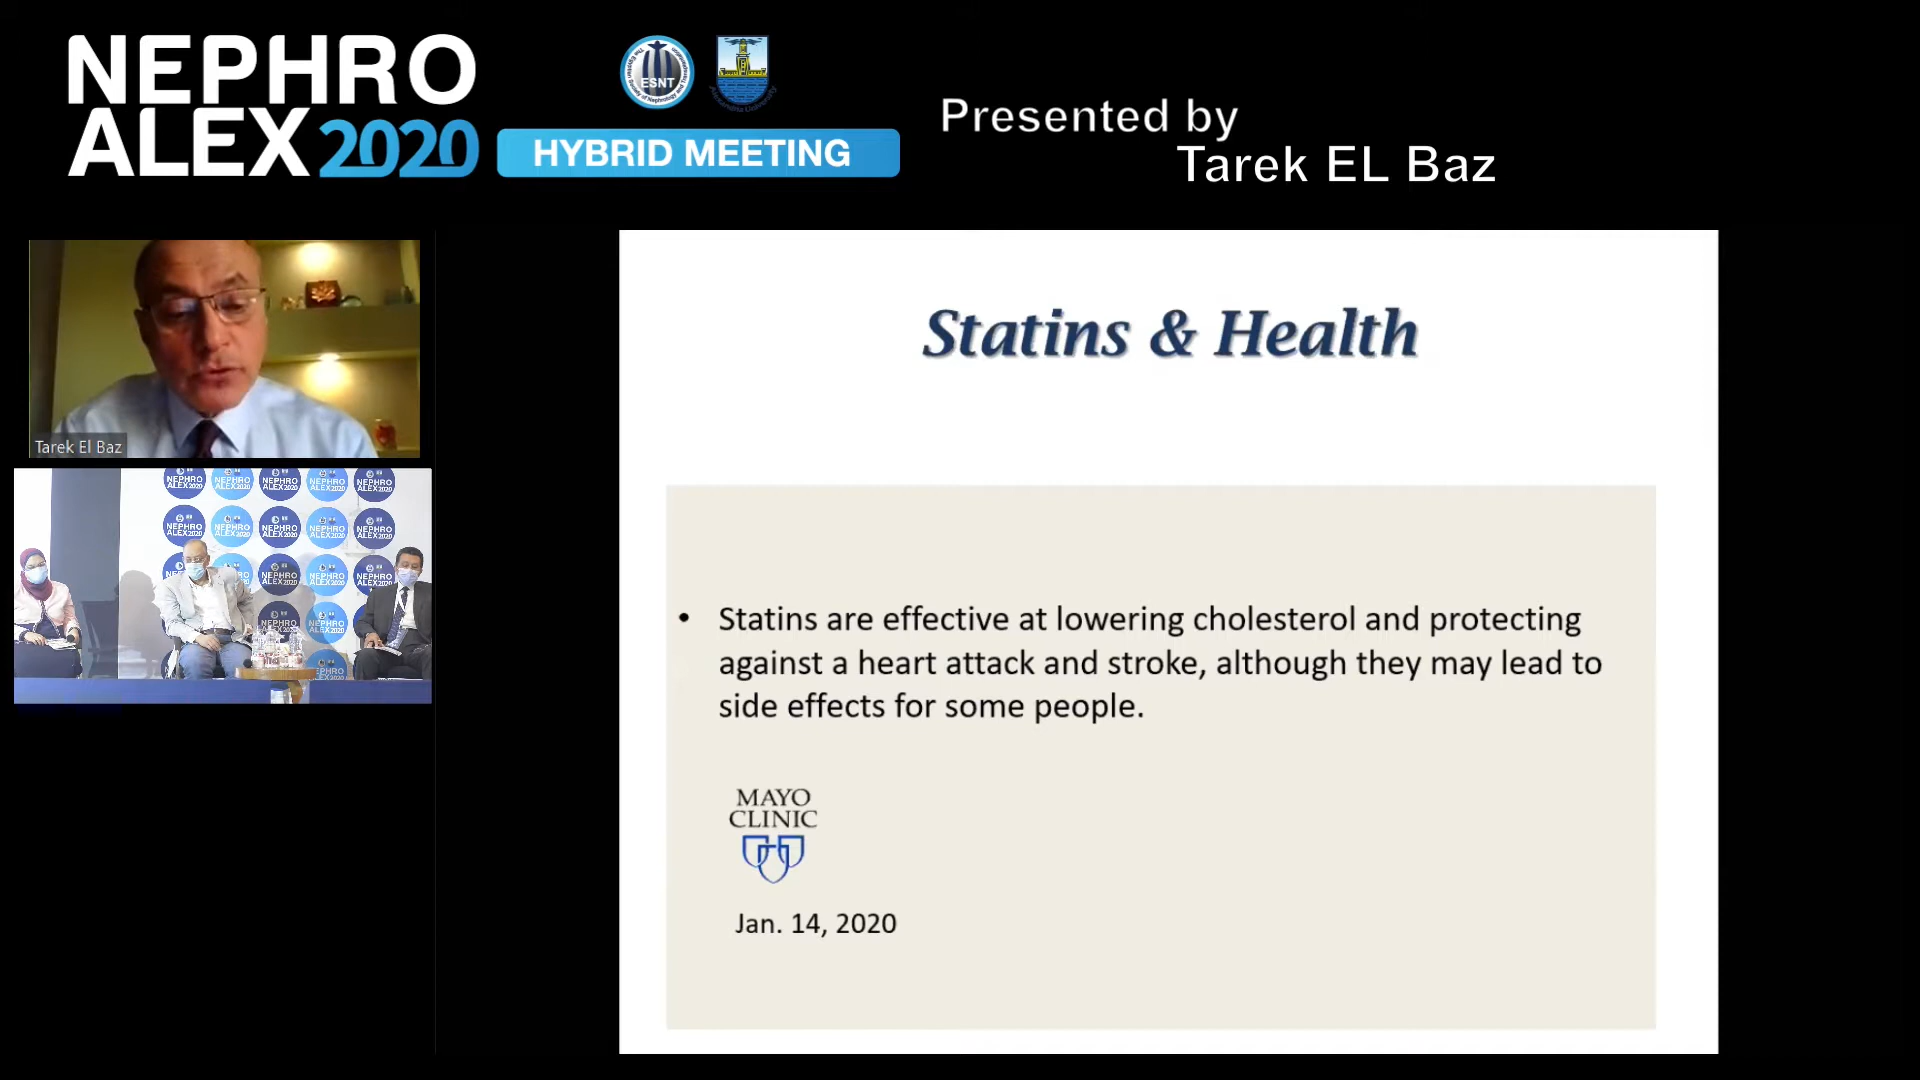 NEPHRO
ALEX 2020
ESNT
HYBRID MEETING
Presented by
Tarek EL Baz
Tarek El Baz
NEPHRO
ALEX2020
Statins & Health
• Statins are effective at lowering cholesterol and protecting
against a heart attack and stroke, although they may lead to
side effects for some people.
MAYO
CLINIC
Jan. 14, 2020